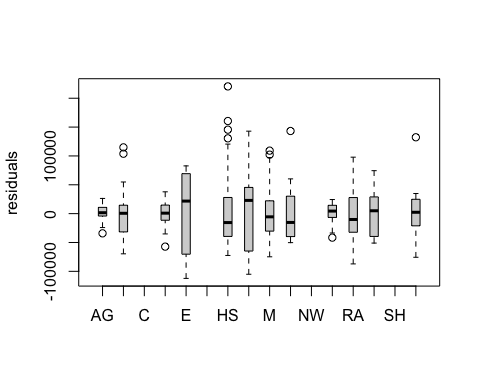 residuals
100000
0
-100000
AG C E HS M NW RA SH